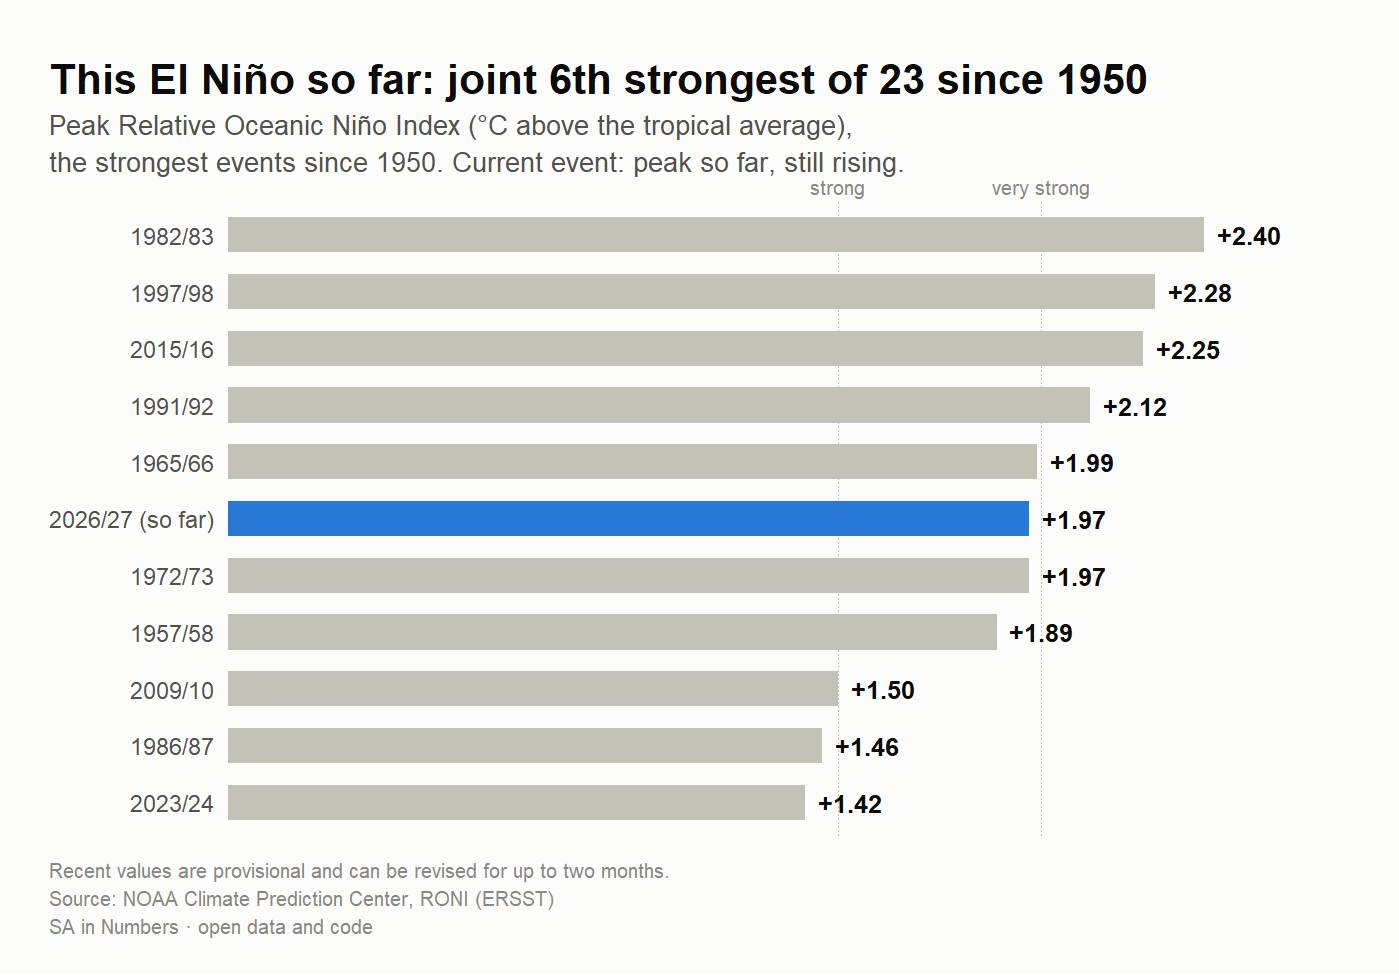 This El Niño so far: joint 6th strongest of 23 since 1950
Peak Relative Oceanic Niño Index (°C above the tropical average),
the strongest events since 1950. Current event: peak so far, still rising.
strong very strong
1982/83 +2.40
1997/98 +2.28
2015/16 +2.25
1991/92 +2.12
1965/66 +1.99
2026/27 (so far) +1.97
1972/73 +1.97
1957/58 +1.89
2009/10 +1.50
1986/87 +1.46
2023/24 +1.42
Recent values are provisional and can be revised for up to two months.
Source: NOAA Climate Prediction Center, RONI (ERSST)
SA in Numbers · open data and code